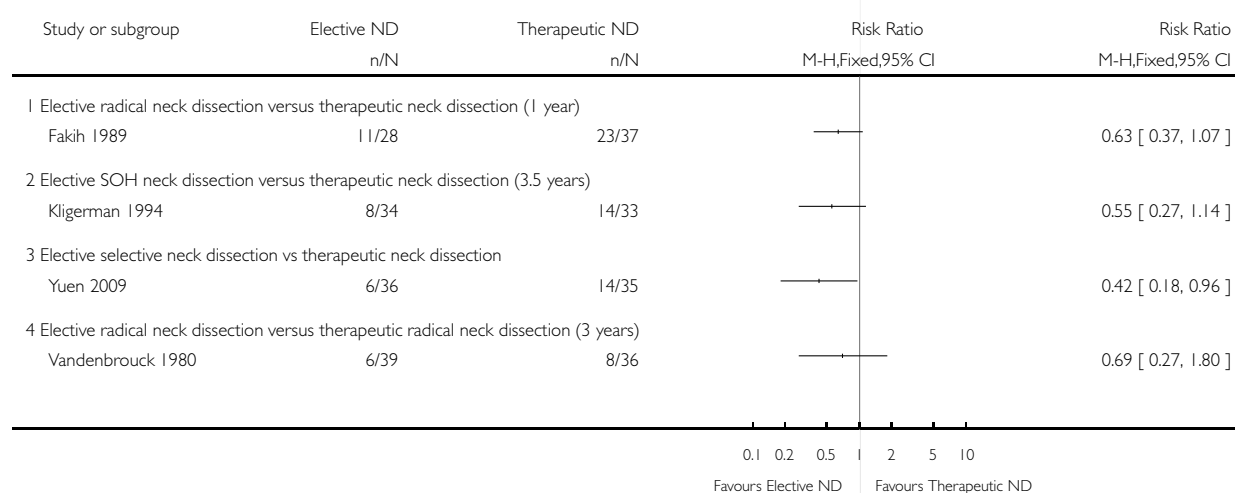 Study or subgroup Elective ND Therapeutic ND Risk Ratio Risk Ratio
n/N n/N M-H,Fixed,95% CI M-H,Fixed,95% CI
1 Elective radical neck dissection versus therapeutic neck dissection (1 year)
Fakih 1989 11/28 23/37 0.63 [ 0.37, 1.07 ]
2 Elective SOH neck dissection versus therapeutic neck dissection (3.5 years)
Kligerman 1994 8/34 14/33 0.55 [ 0.27, 1.14 ]
3 Elective selective neck dissection vs therapeutic neck dissection
Yuen 2009 6/36 14/35 0.42 [ 0.18, 0.96 ]
4 Elective radical neck dissection versus therapeutic radical neck dissection (3 years)
Vandenbrouck 1980 6/39 8/36 0.69 [ 0.27, 1.80 ]
0.1 0.2 0.5 1 2 5 10
Favours Elective ND Favours Therapeutic ND